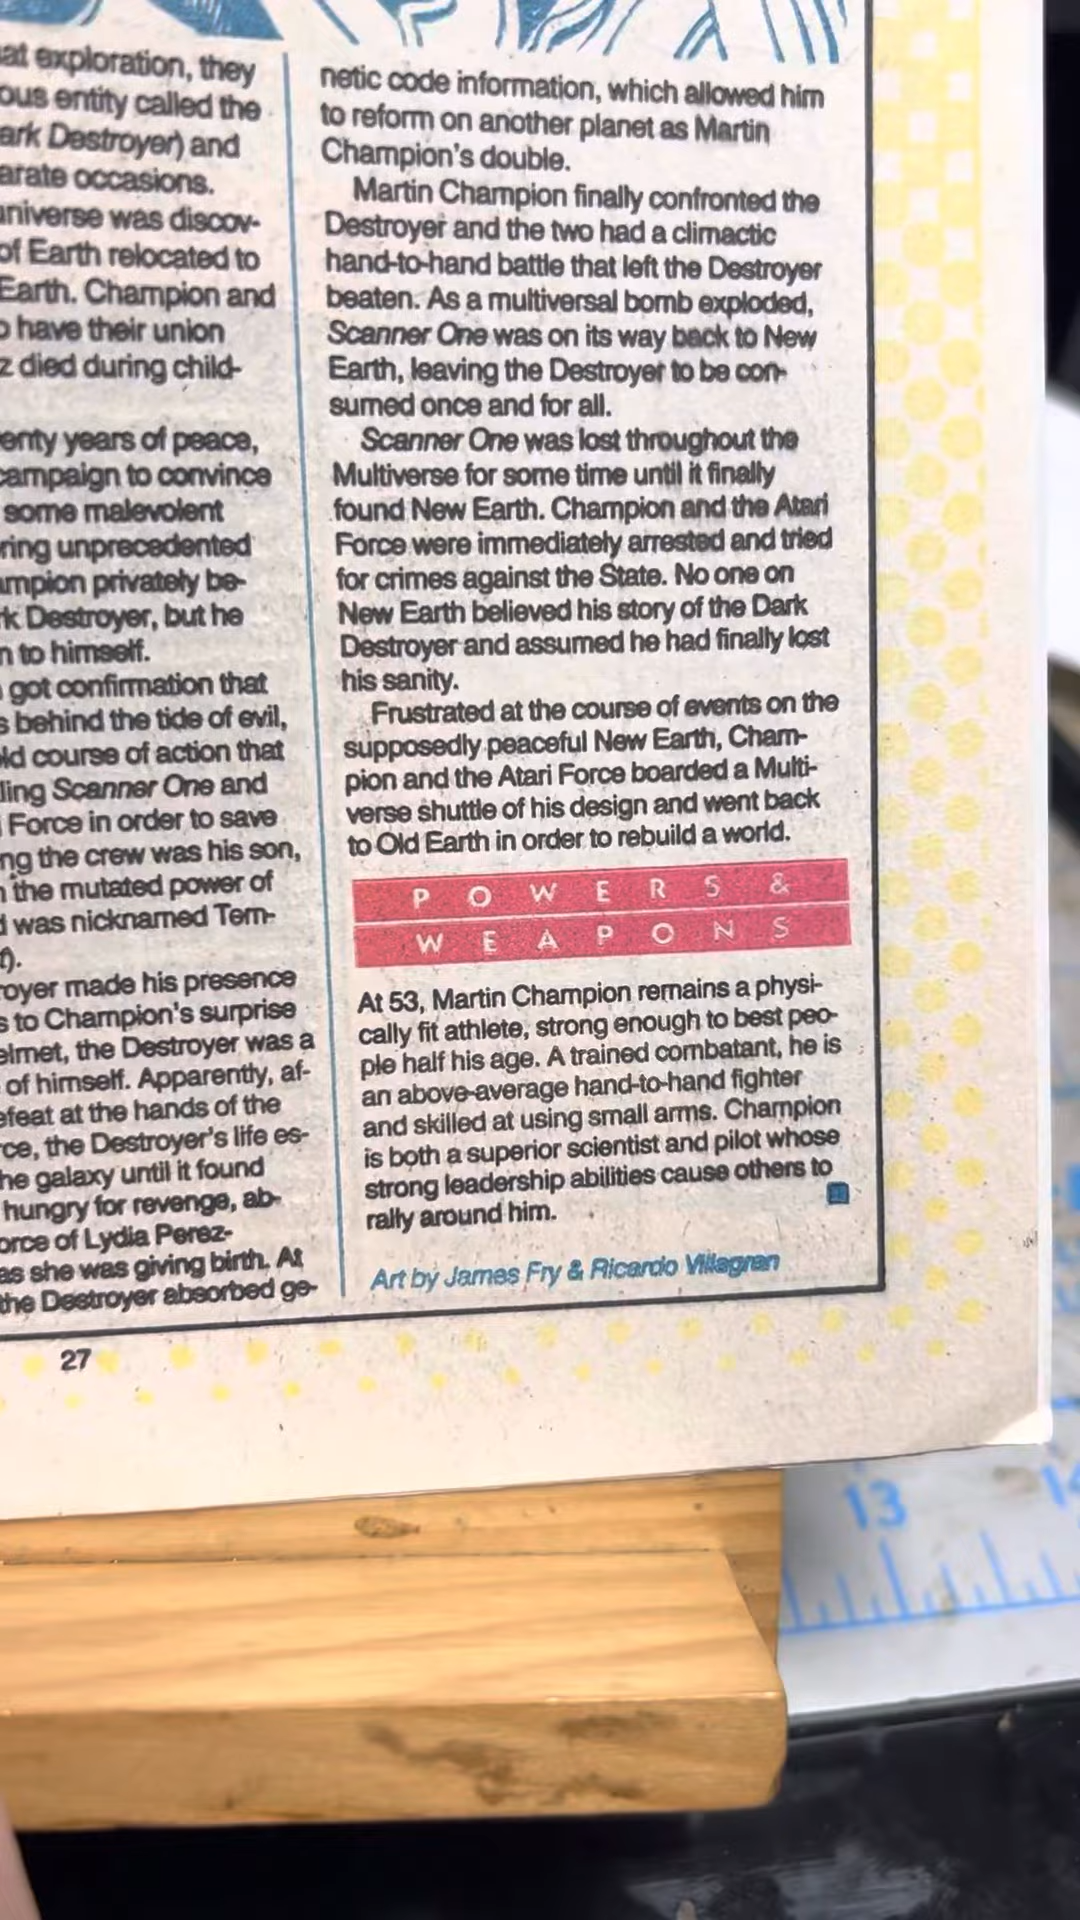 at exploration, they
ous entity called the
ark Destroyer) and
arate occasions.
universe was discov-
of Earth relocated to
Earth. Champion and
o have their union
z died during child-
enty years of peace,
campaign to convince
some malevolent
ring unprecedented
ampion privately be-
rk Destroyer, but he
n to himself.
got confirmation that
s behind the tide of evil,
ld course of action that
ling Scanner One and
Force in order to save
ng the crew was his son,
the mutated power of
d was nicknamed Tem-
t).
royer made his presence
s to Champion's surprise
elmet, the Destroyer was a
of himself. Apparently, af-
efeat at the hands of the
rce, the Destroyer's life es-
he galaxy until it found
hungry for revenge, ab-
orce of Lydia Perez-
as she was giving birth. At
the Destroyer absorbed ge-
netic code information, which allowed him
to reform on another planet as Martin
Champion's double.
Martin Champion finally confronted the
Destroyer and the two had a climactic
hand-to-hand battle that left the Destroyer
beaten. As a multiversal bomb exploded,
Scanner One was on its way back to New
Earth, leaving the Destroyer to be con-
sumed once and for all.
Scanner One was lost throughout the
Multiverse for some time until it finally
found New Earth. Champion and the Atari
Force were immediately arrested and tried
for crimes against the State. No one on
New Earth believed his story of the Dark
Destroyer and assumed he had finally lost
his sanity.
Frustrated at the course of events on the
supposedly peaceful New Earth, Cham-
pion and the Atari Force boarded a Multi-
verse shuttle of his design and went back
to Old Earth in order to rebuild a world.
POWERS &
WEAPONS
At 53, Martin Champion remains a physi-
cally fit athlete, strong enough to best peo-
ple half his age. A trained combatant, he is
an above-average hand-to-hand fighter
and skilled at using small arms. Champion
is both a superior scientist and pilot whose
strong leadership abilities cause others to
rally around him.
Art by James Fry & Ricardo Villagran
27
13
14